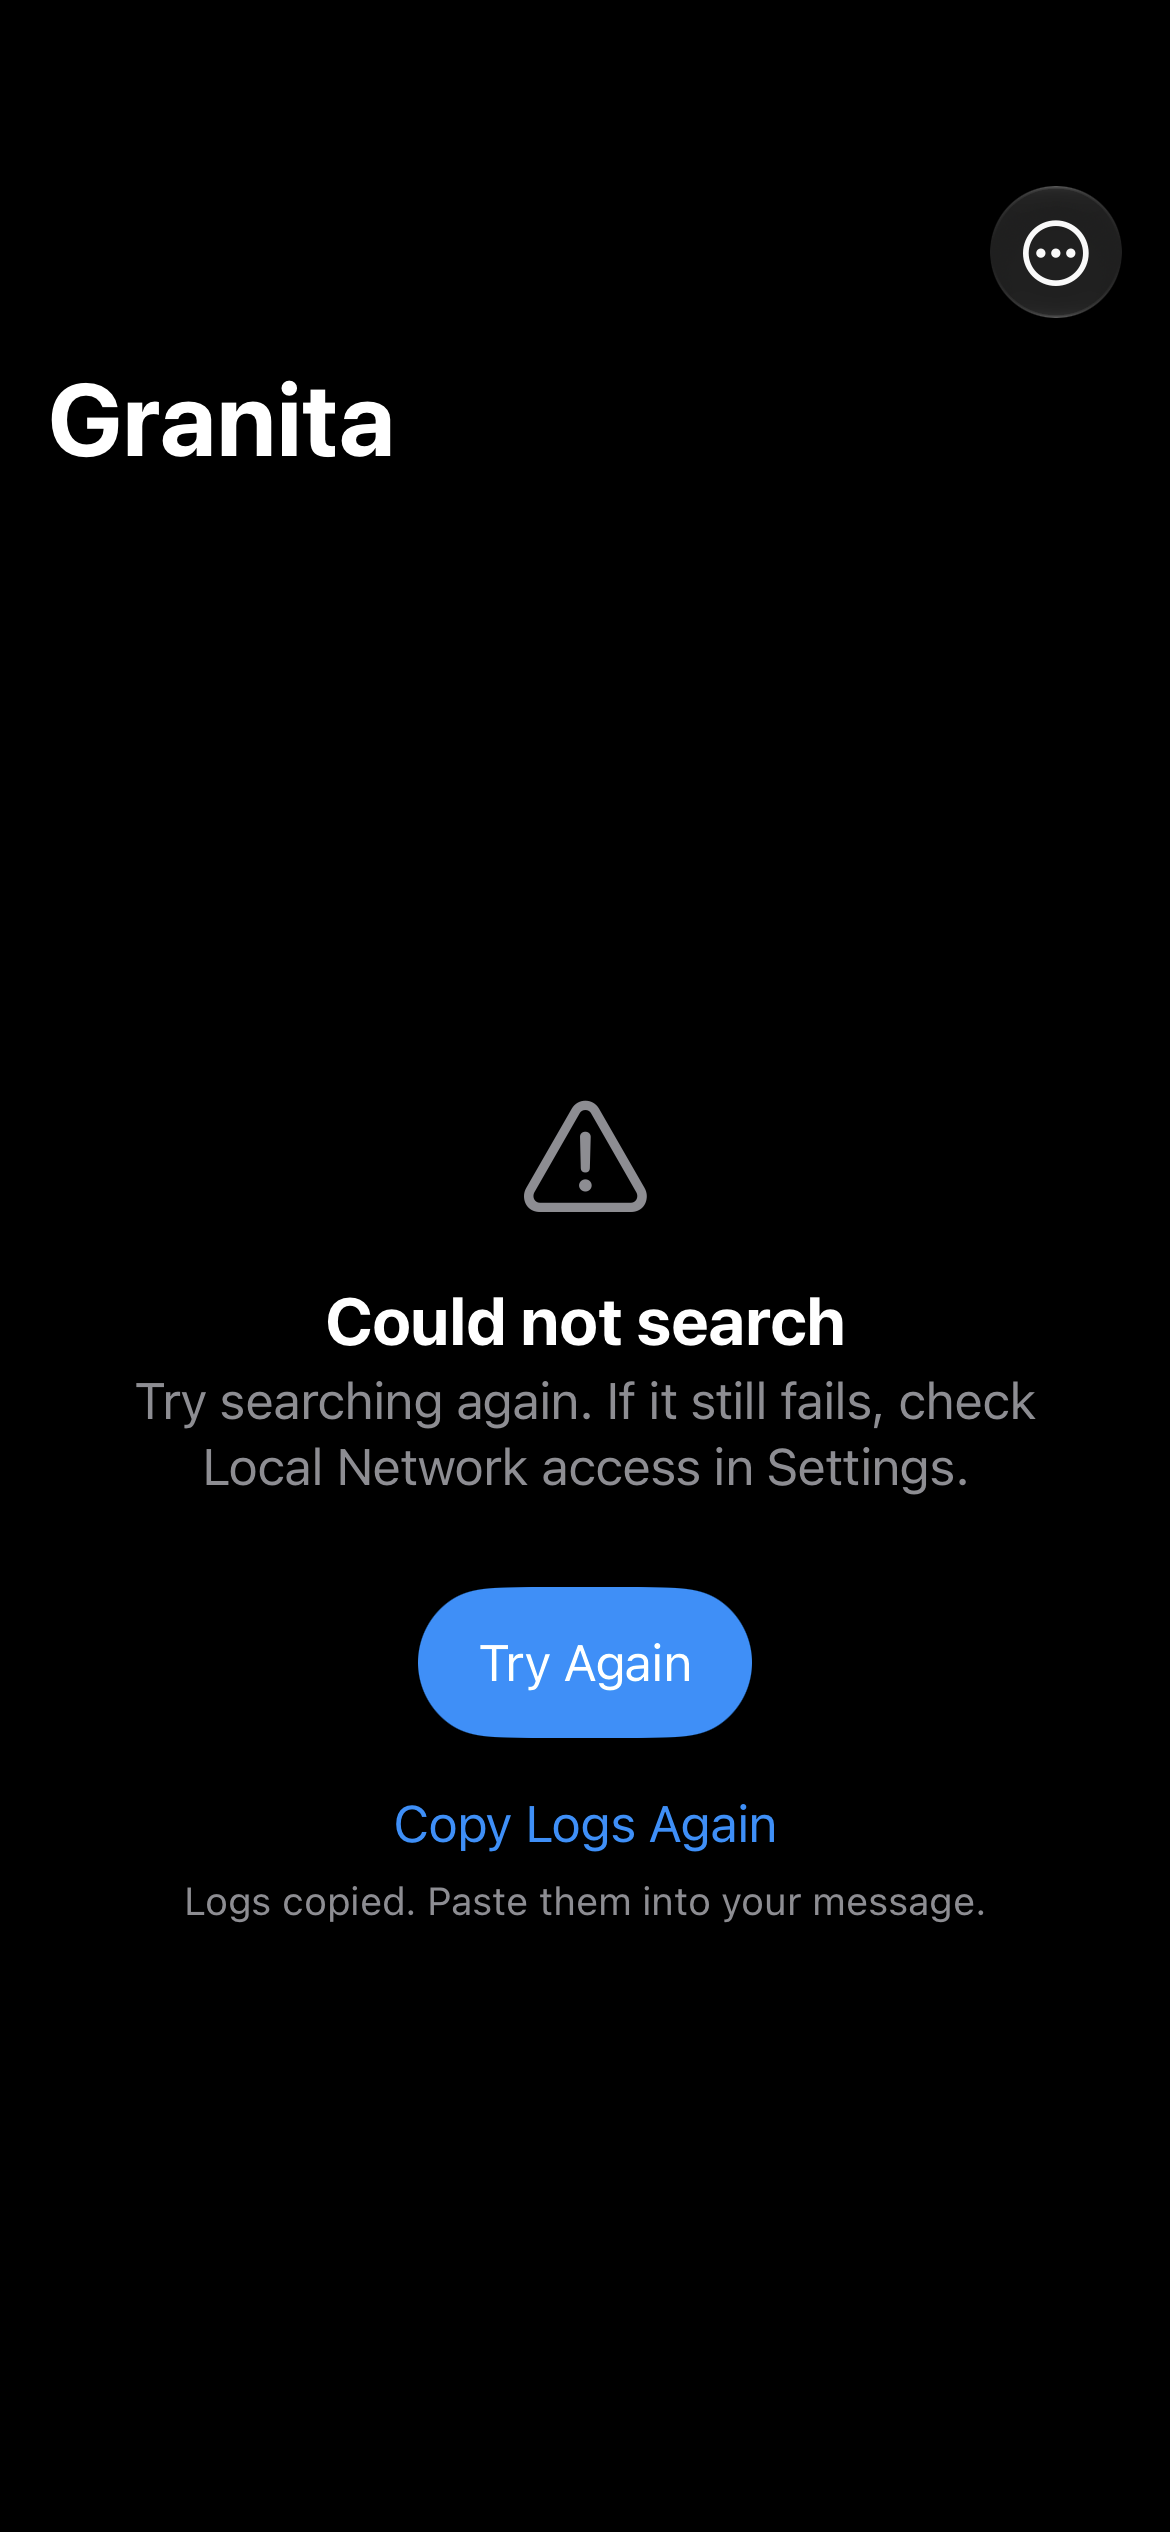 Granita
Could not search
Try searching again. If it still fails, check
Local Network access in Settings.
Try Again
Copy Logs Again
Logs copied. Paste them into your message.